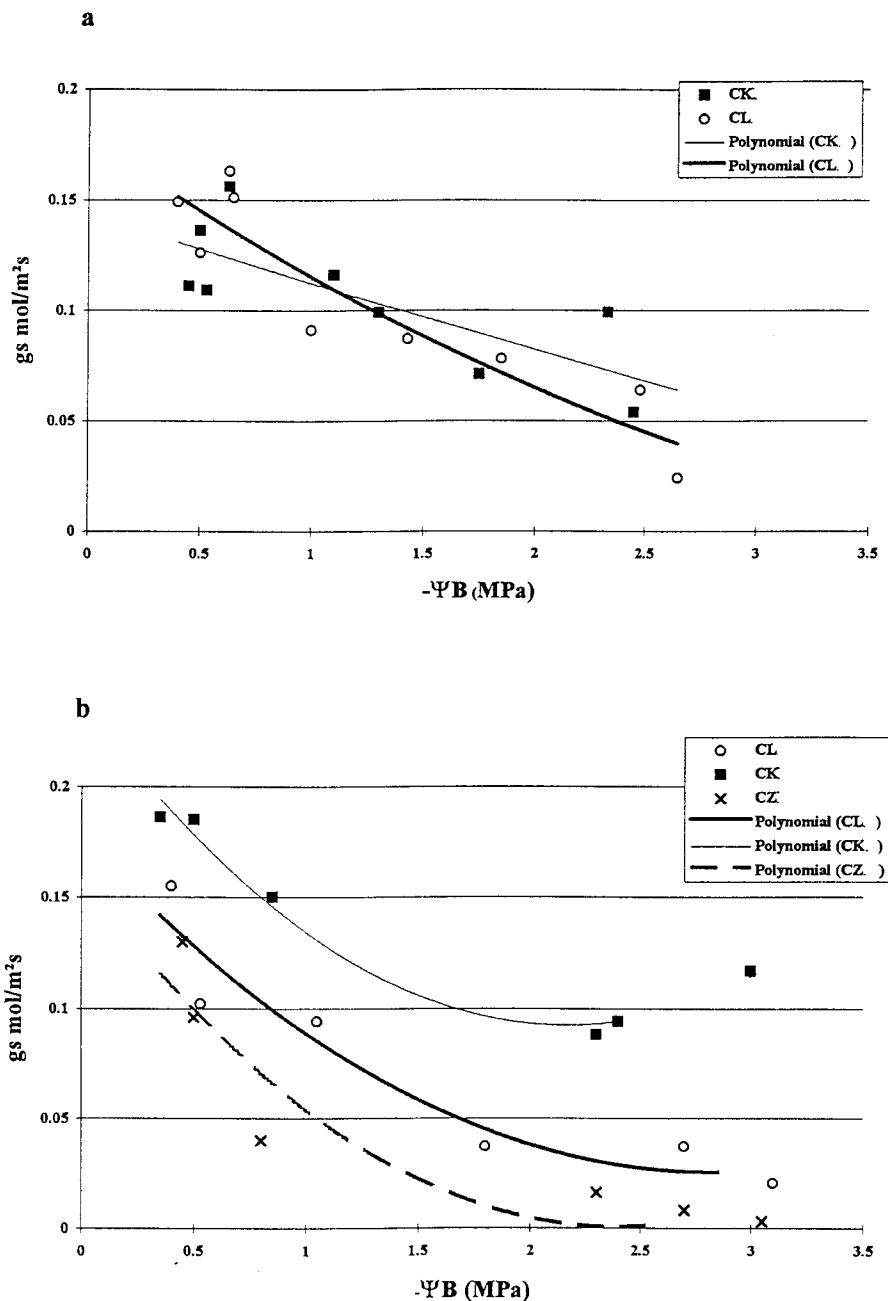 a
0.2
0.15
0.1
0.05
0
gs mol/m²s
CK.
CL.
Polynomial (CK. )
Polynomial (CL. )
0 0.5 1 1.5 2 2.5 3 3.5
-ΨB (MPa)
b
CL
CK
CZ.
Polynomial (CL. )
Polynomial (CK. )
Polynomial (CZ. )
0.2
0.15
0.1
0.05
0
gs mol/m²s
0 0.5 1 1.5 2 2.5 3 3.5
-ΨB (MPa)